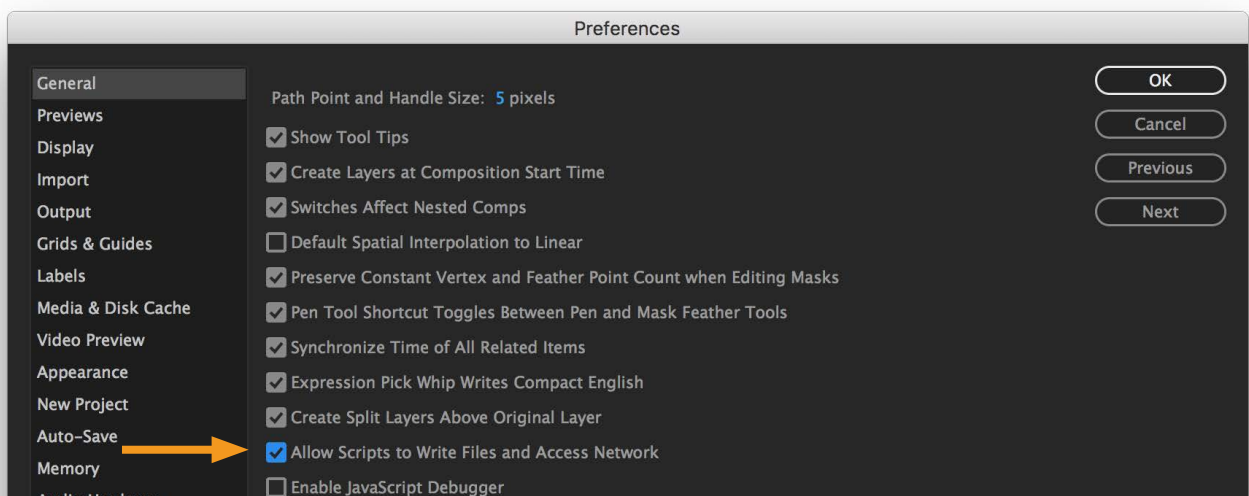 Preferences
General
Previews
Display
Import
Output
Grids & Guides
Labels
Media & Disk Cache
Video Preview
Appearance
New Project
Auto-Save
Memory
Path Point and Handle Size: 5 pixels
Show Tool Tips
Create Layers at Composition Start Time
Switches Affect Nested Comps
Default Spatial Interpolation to Linear
Preserve Constant Vertex and Feather Point Count when Editing Masks
Pen Tool Shortcut Toggles Between Pen and Mask Feather Tools
Synchronize Time of All Related Items
Expression Pick Whip Writes Compact English
Create Split Layers Above Original Layer
Allow Scripts to Write Files and Access Network
Enable JavaScript Debugger
OK
Cancel
Previous
Next